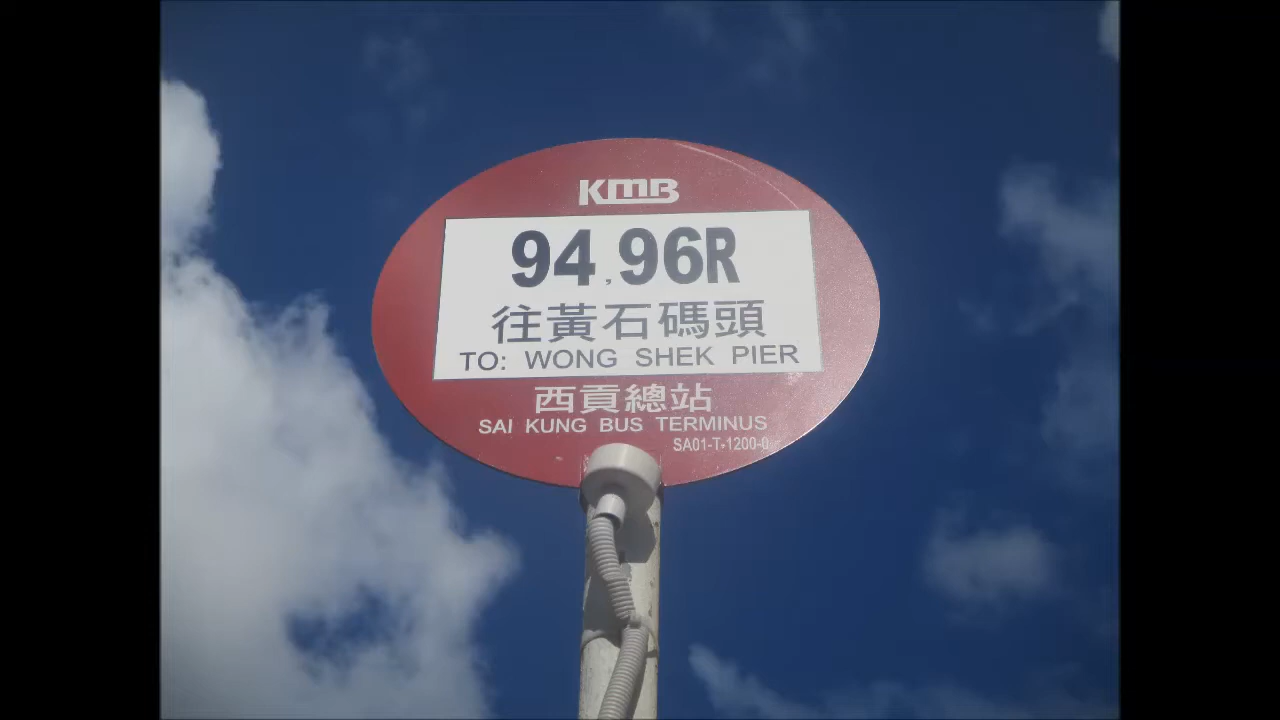 KMB
94,96R
往黃石碼頭
TO: WONG SHEK PIER
西貢總站
SAI KUNG BUS TERMINUS
SA01-T-1200-0